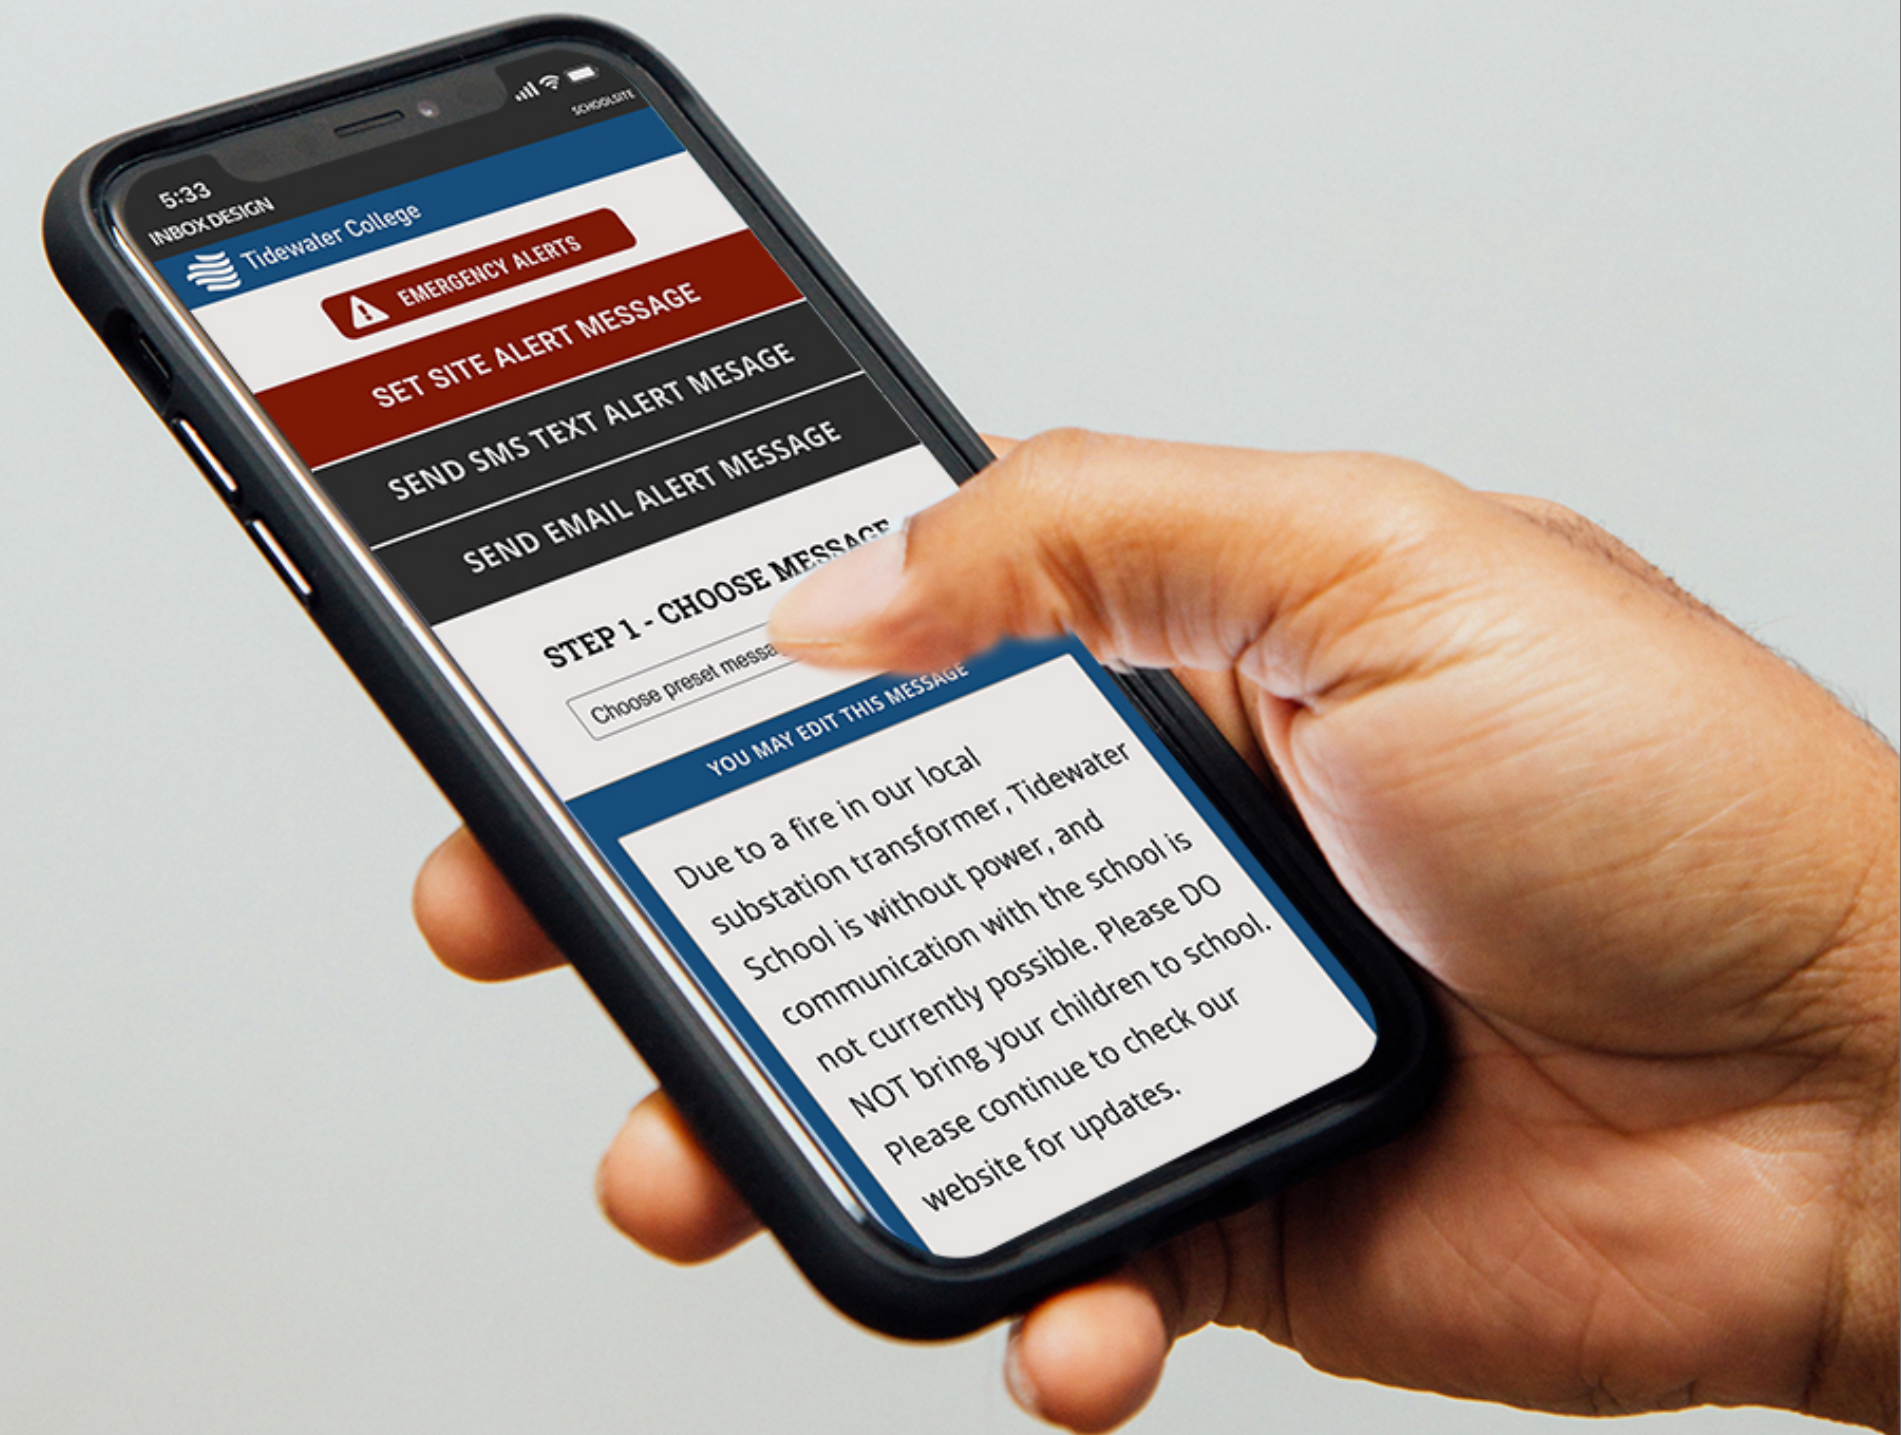 5:33
INBOX DESIGN
SCHOOLSITE
Tidewater College
EMERGENCY ALERTS
SET SITE ALERT MESSAGE
SEND SMS TEXT ALERT MESAGE
SEND EMAIL ALERT MESSAGE
STEP 1 - CHOOSE MESSAGE
Choose preset
YOU MAY EDIT THIS MESSAGE
Due to a fire in our local
substation transformer, Tidewater
School is without power, and
communication with the school is
not currently possible. Please DO
NOT bring your children to school.
Please continue to check our
website for updates.